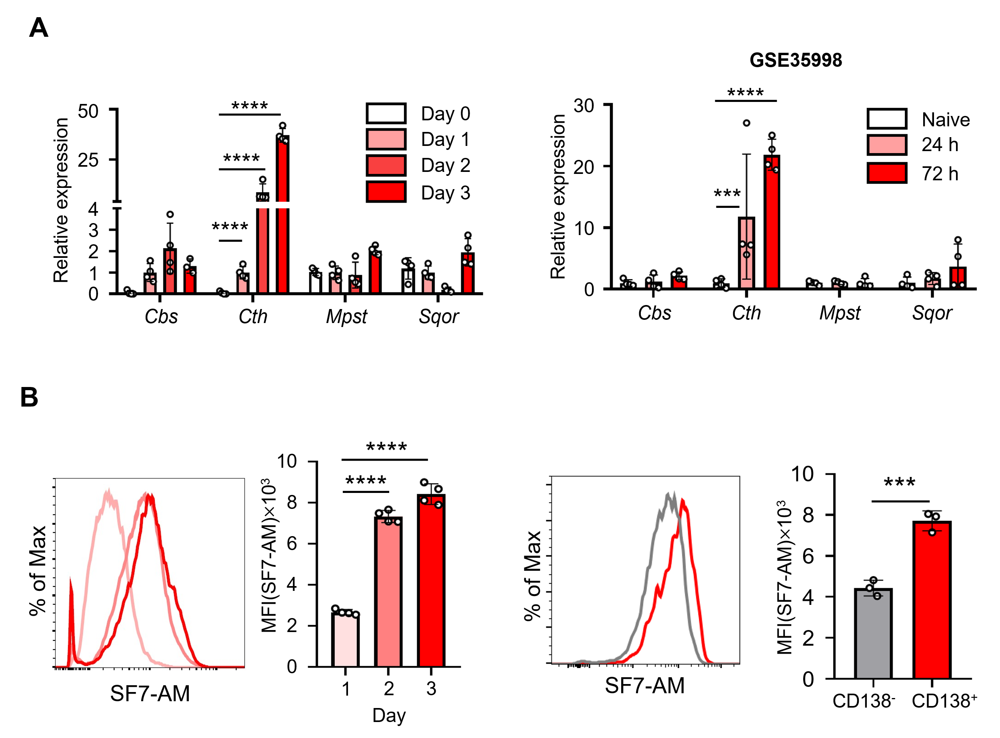 A
GSE35998
Relative expression
50
25
4
3
2
1
0
****
****
****
Day 0
Day 1
Day 2
Day 3
Cbs
Cth
Mpst
Sqor
Relative expression
30
20
10
0
****
***
Naive
24 h
72 h
Cbs
Cth
Mpst
Sqor
B
% of Max
SF7-AM
MFI(SF7-AM)×10³
10
8
6
4
2
0
****
****
1
2
3
Day
% of Max
SF7-AM
MFI(SF7-AM)×10³
10
8
6
4
2
0
***
CD138⁻
CD138⁺